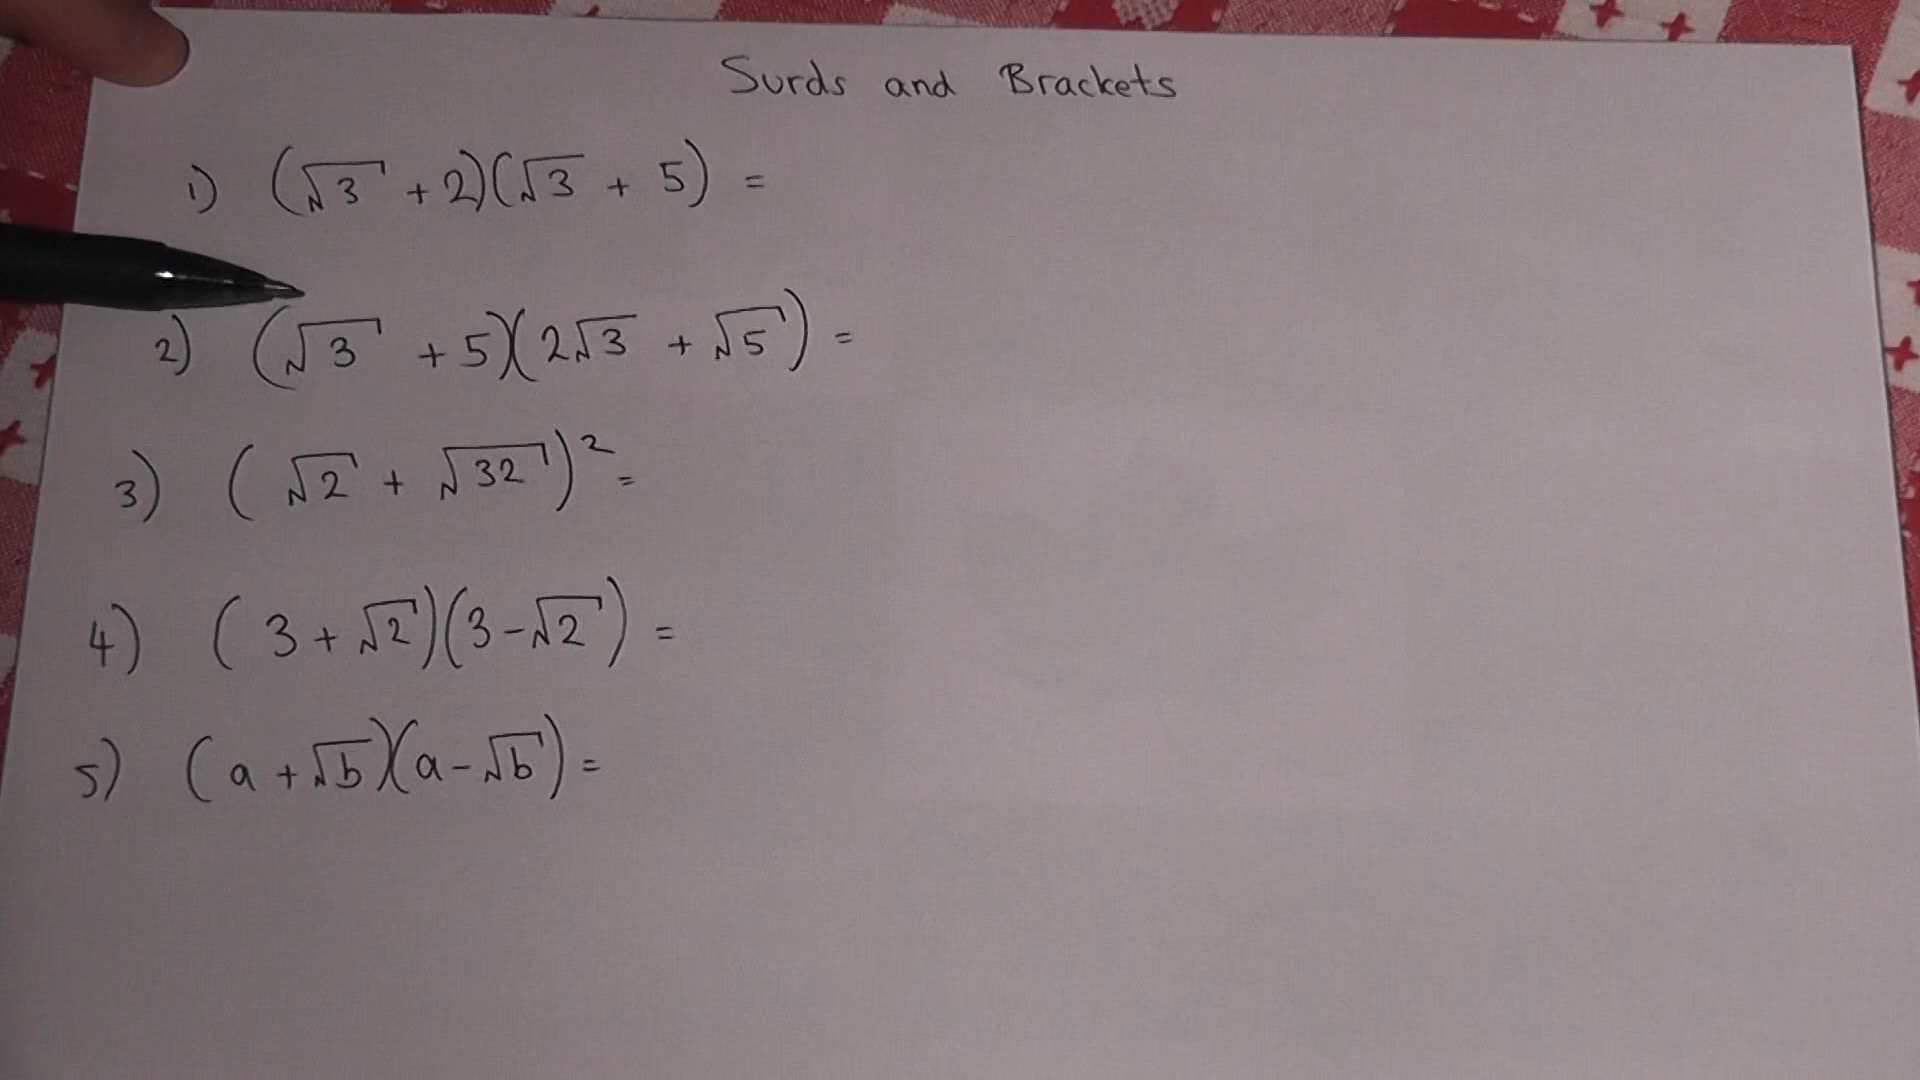 Surds and Brackets
1) (√3 + 2)(√3 + 5) =
2) (√3 + 5)(2√3 + √5) =
3) (√2 + √32)² =
4) (3 + √2)(3 - √2) =
5) (a + √b)(a - √b) =